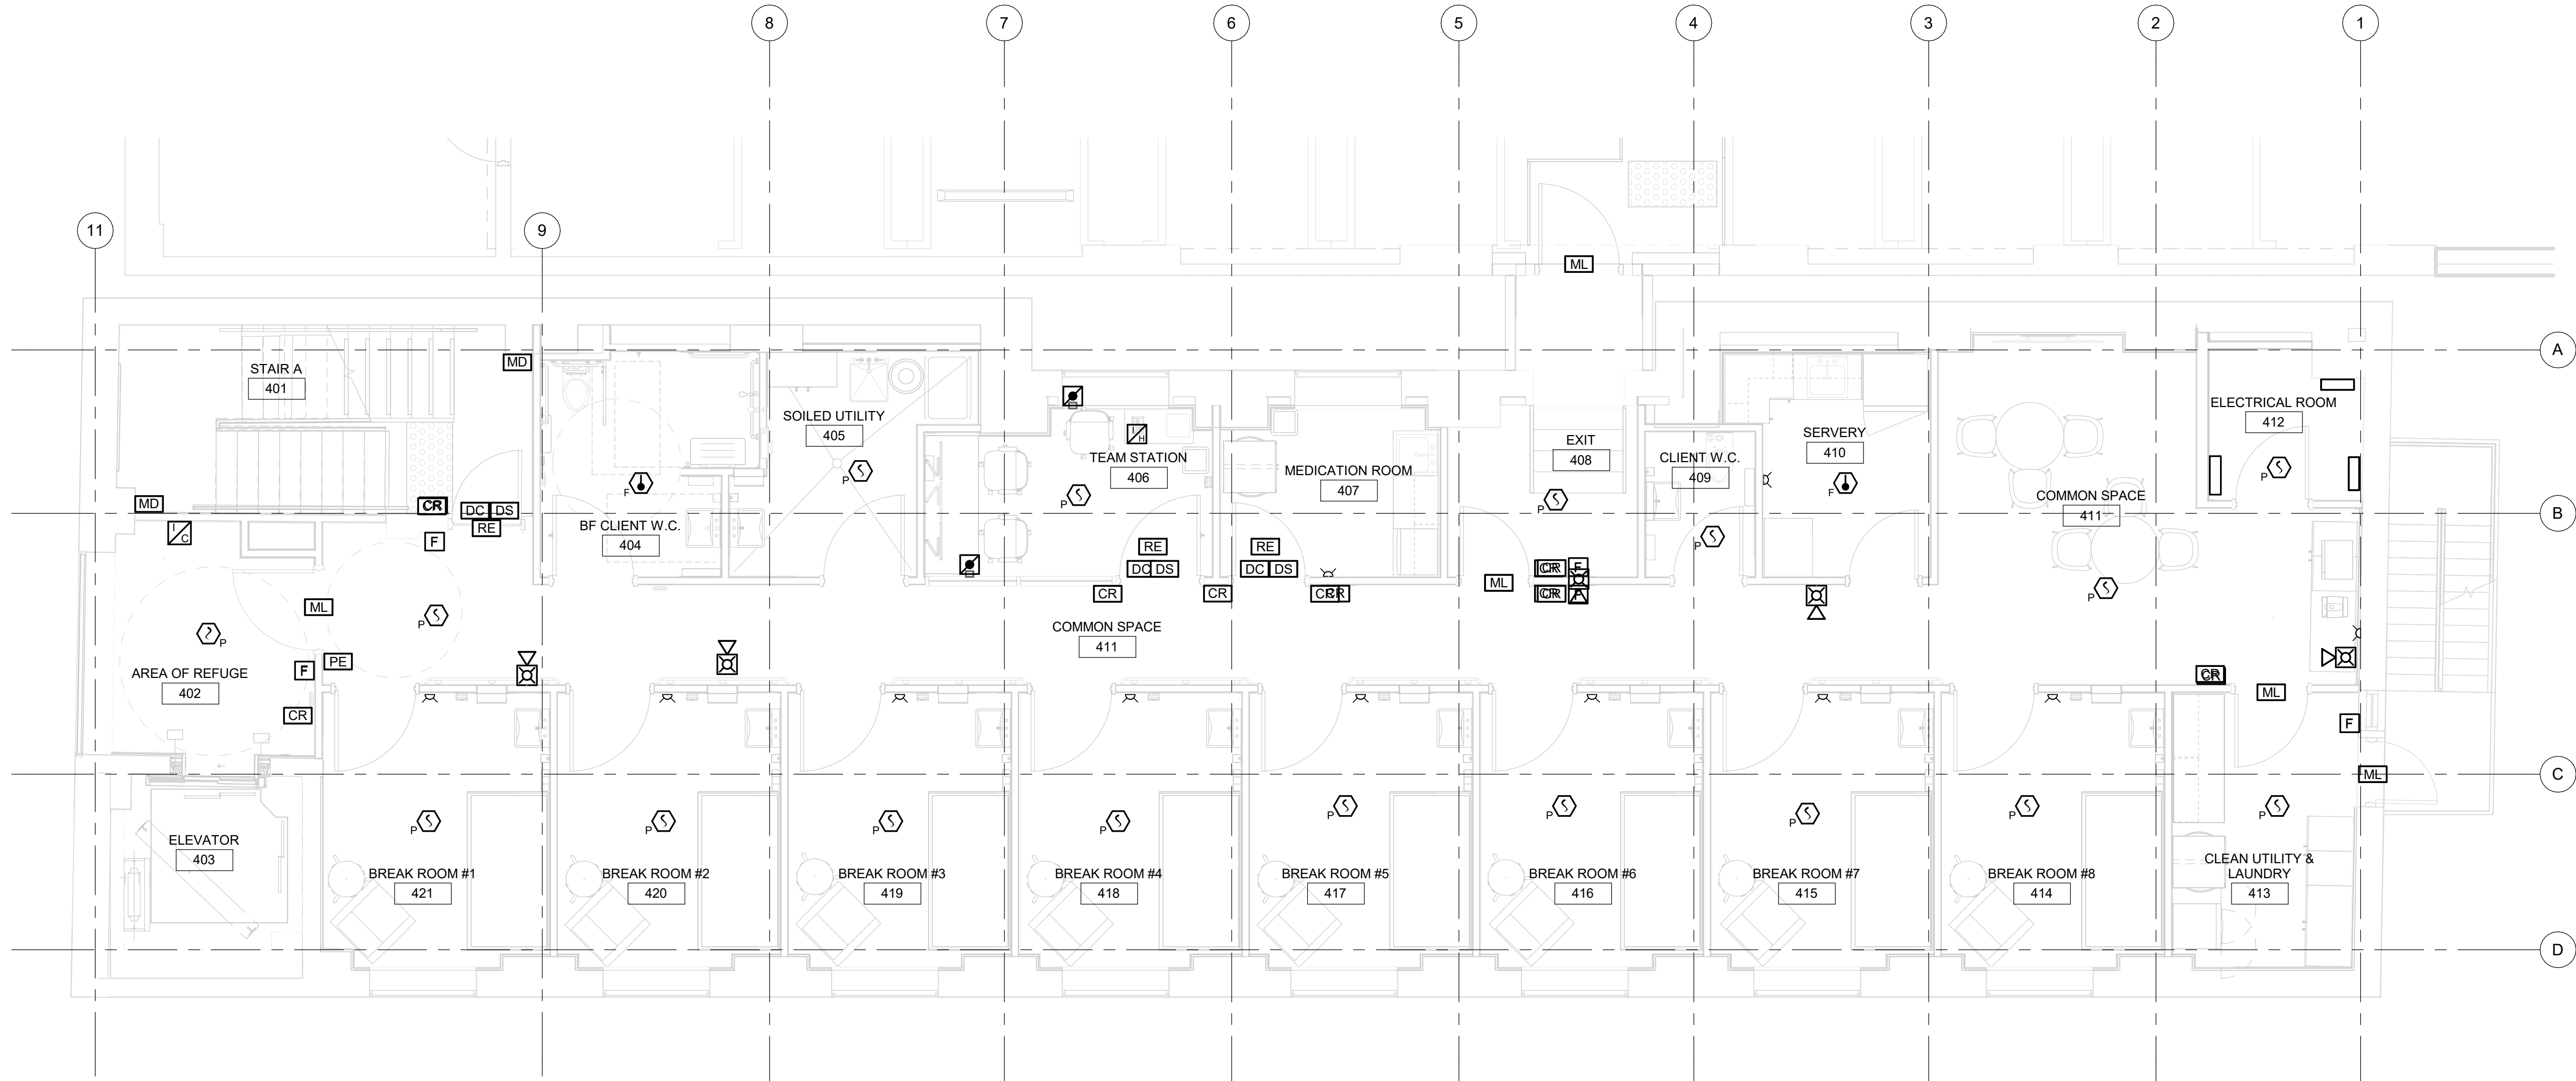 8
7
6
5
4
3
2
1
11
9
ML
A
STAIR A
401
MD
SOILED UTILITY
405
ELECTRICAL ROOM
412
H
TEAM STATION
406
MEDICATION ROOM
407
EXIT
408
CLIENT W.C.
409
SERVERY
410
COMMON SPACE
411
P
P
F
P
P
F
MD
CR
DC
DS
RE
B
I
C
F
BF CLIENT W.C.
404
RE
RE
P
DC
DS
DC
DS
CR
F
ML
CR
CR
CR
CR
CR
F
P
ML
P
COMMON SPACE
411
P
AREA OF REFUGE
402
F
PE
CR
CR
ML
F
C
ML
P
P
P
P
P
P
P
P
P
ELEVATOR
403
BREAK ROOM #1
421
BREAK ROOM #2
420
BREAK ROOM #3
419
BREAK ROOM #4
418
BREAK ROOM #5
417
BREAK ROOM #6
416
BREAK ROOM #7
415
BREAK ROOM #8
414
CLEAN UTILITY &
LAUNDRY
413
D